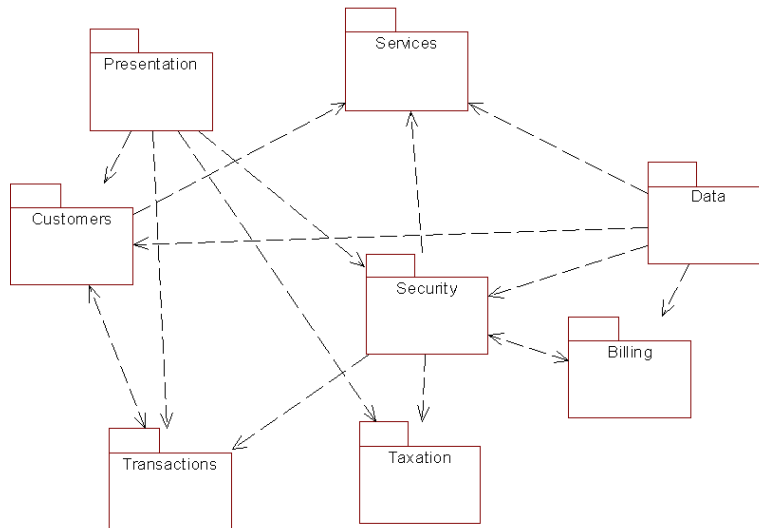 Services
Presentation
Data
Customers
Security
Billing
Transactions
Taxation